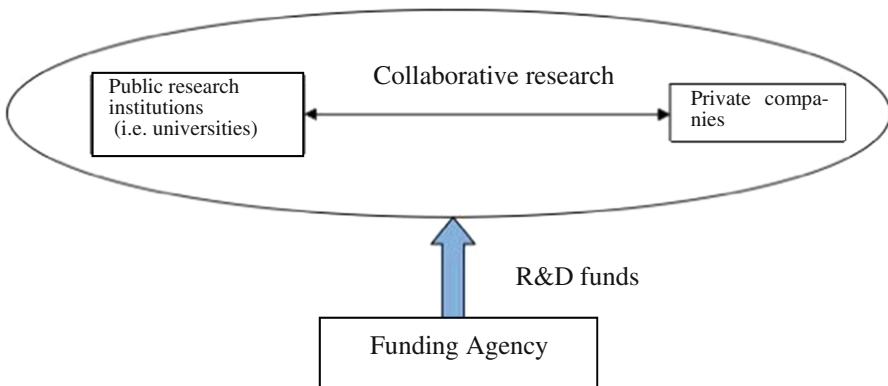 Collaborative research
Public research
institutions
(i.e. universities)
Private compa-
nies
R&D funds
Funding Agency